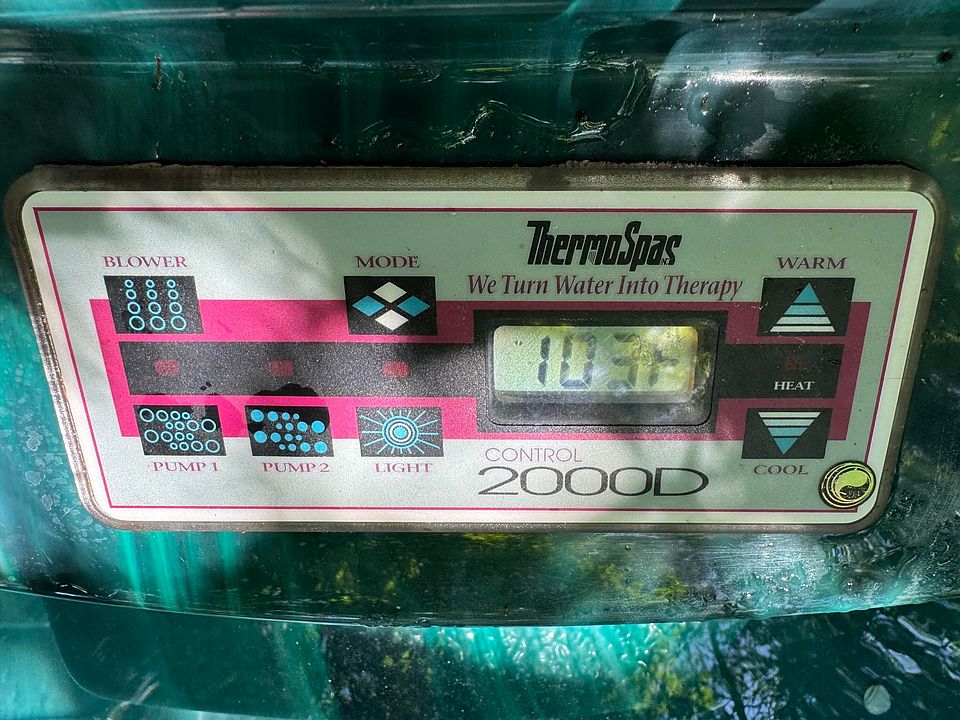 ThermoSpas
We Turn Water Into Therapy
BLOWER
MODE
WARM
103F
HEAT
PUMP 1
PUMP 2
LIGHT
COOL
CONTROL
2000D